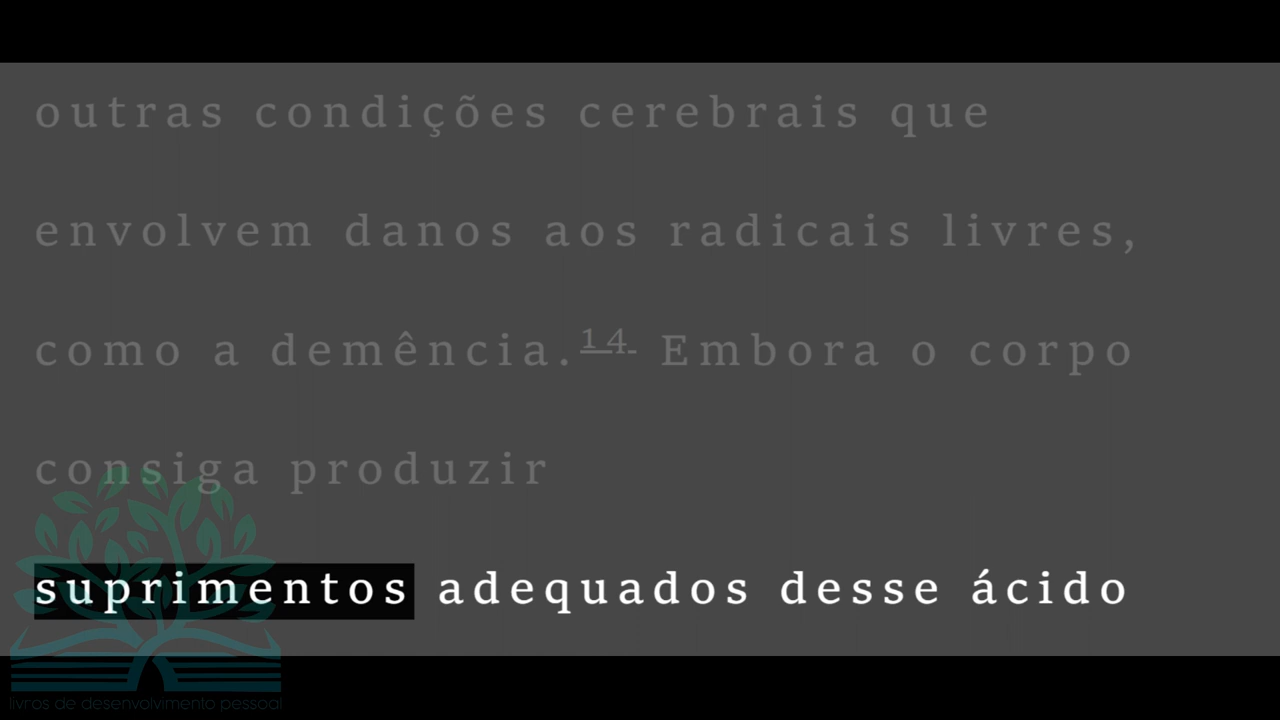 outras condições cerebrais que
envolvem danos aos radicais livres,
como a demência.14 Embora o corpo
consiga produzir
suprimentos adequados desse ácido
livros de desenvolvimento pessoal